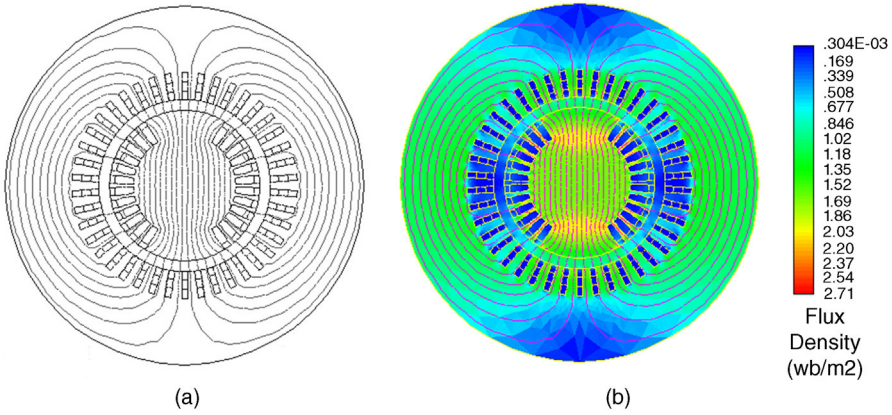 .304E-03
.169
.339
.508
.677
.846
1.02
1.18
1.35
1.52
1.69
1.86
2.03
2.20
2.37
2.54
2.71
Flux
Density
(wb/m2)
(a)
(b)